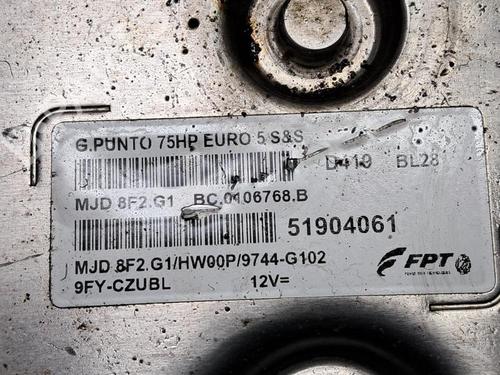 G.PUNTO 75HP EURO 5 S&S
D419 BL28
MJD 8F2.G1 BC.0106768.B
51904061
MJD 8F2.G1/HW00P/9744-G102
9FY-CZUBL 12V=
FPT